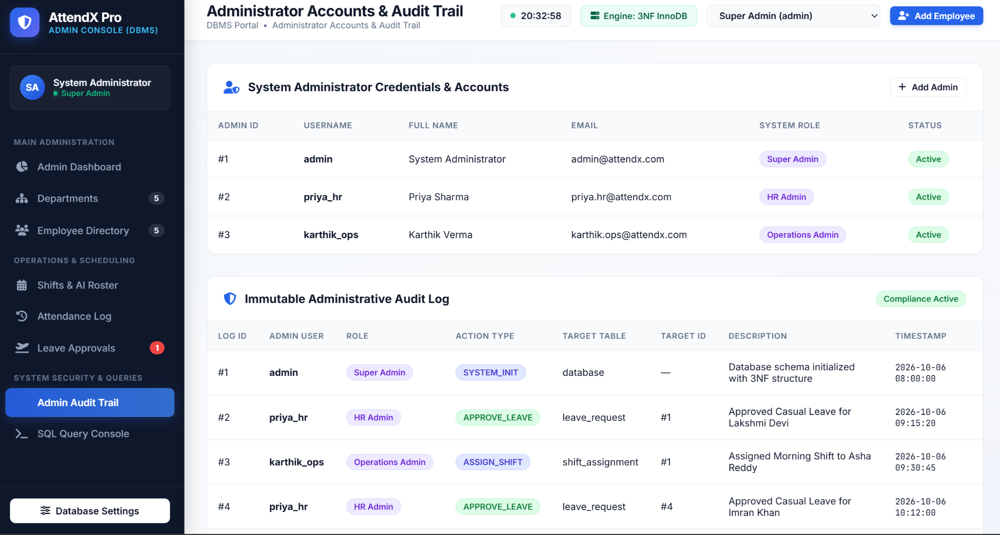 AttendX Pro
ADMIN CONSOLE (DBMS)
SA
System Administrator
Super Admin
MAIN ADMINISTRATION
Admin Dashboard
Departments 5
Employee Directory 5
OPERATIONS & SCHEDULING
Shifts & AI Roster
Attendance Log
Leave Approvals 1
SYSTEM SECURITY & QUERIES
Admin Audit Trail
SQL Query Console
Database Settings
Administrator Accounts & Audit Trail
DBMS Portal • Administrator Accounts & Audit Trail
20:32:58
Engine: 3NF InnoDB
Super Admin (admin)
Add Employee
System Administrator Credentials & Accounts
+ Add Admin
ADMIN ID USERNAME FULL NAME EMAIL SYSTEM ROLE STATUS
#1 admin System Administrator admin@attendx.com Super Admin Active
#2 priya_hr Priya Sharma priya.hr@attendx.com HR Admin Active
#3 karthik_ops Karthik Verma karthik.ops@attendx.com Operations Admin Active
Immutable Administrative Audit Log
Compliance Active
LOG ID ADMIN USER ROLE ACTION TYPE TARGET TABLE TARGET ID DESCRIPTION TIMESTAMP
#1 admin Super Admin SYSTEM_INIT database — Database schema initialized 2026-10-06
with 3NF structure 08:00:00
#2 priya_hr HR Admin APPROVE_LEAVE leave_request #1 Approved Casual Leave for 2026-10-06
Lakshmi Devi 09:15:20
#3 karthik_ops Operations Admin ASSIGN_SHIFT shift_assignment #1 Assigned Morning Shift to Asha 2026-10-06
Reddy 09:30:45
#4 priya_hr HR Admin APPROVE_LEAVE leave_request #4 Approved Casual Leave for 2026-10-06
Imran Khan 10:12:00